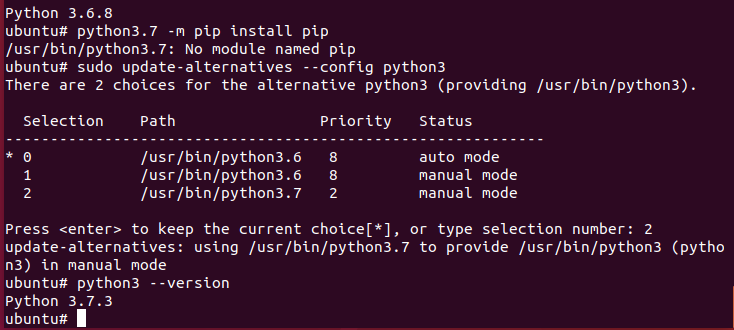 Python 3.6.8
ubuntu# python3.7 -m pip install pip
/usr/bin/python3.7: No module named pip
ubuntu# sudo update-alternatives --config python3
There are 2 choices for the alternative python3 (providing /usr/bin/python3).
  Selection    Path                Priority   Status
------------------------------------------------------------
* 0            /usr/bin/python3.6   8         auto mode
  1            /usr/bin/python3.6   8         manual mode
  2            /usr/bin/python3.7   2         manual mode
Press <enter> to keep the current choice[*], or type selection number: 2
update-alternatives: using /usr/bin/python3.7 to provide /usr/bin/python3 (pytho
n3) in manual mode
ubuntu# python3 --version
Python 3.7.3
ubuntu#